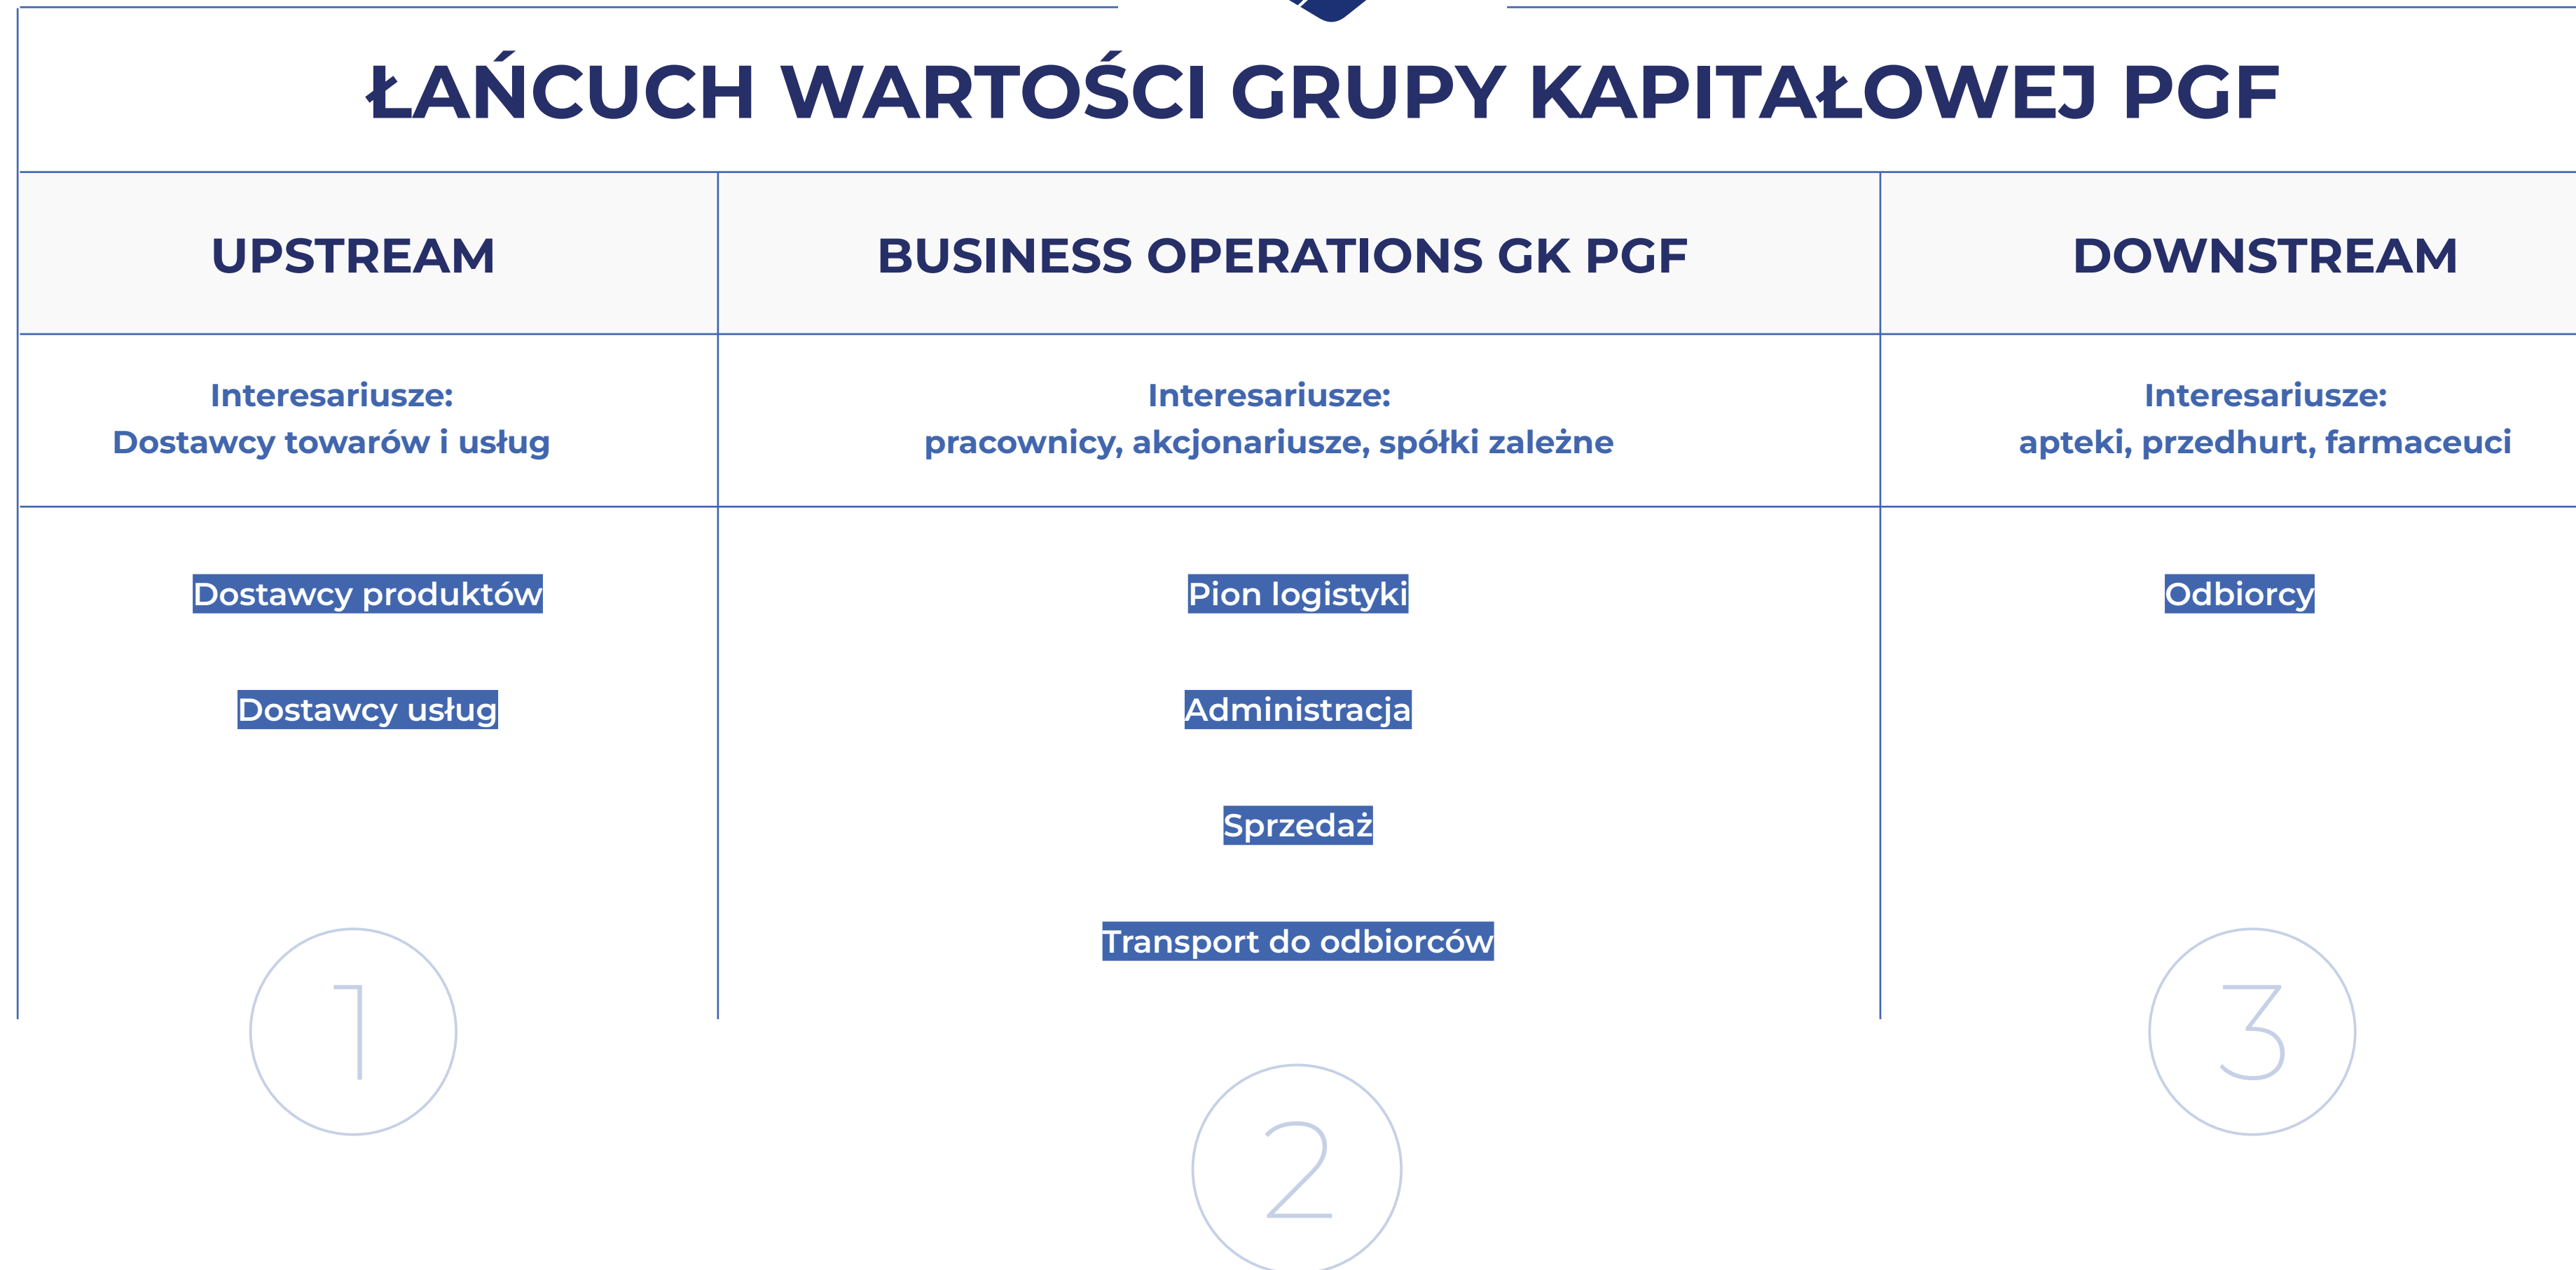 ŁAŃCUCH WARTOŚCI GRUPY KAPITAŁOWEJ PGF
UPSTREAM
BUSINESS OPERATIONS GK PGF
DOWNSTREAM
Interesariusze:
Dostawcy towarów i usług
Interesariusze:
pracownicy, akcjonariusze, spółki zależne
Interesariusze:
apteki, przedhurt, farmaceuci
Dostawcy produktów
Dostawcy usług
1
Pion logistyki
Administracja
Sprzedaż
Transport do odbiorców
2
Odbiorcy
3